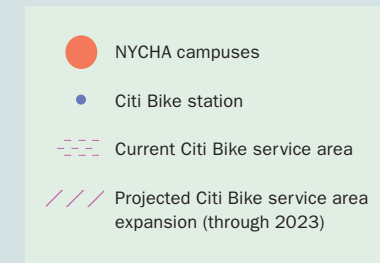 NYCHA campuses
Citi Bike station
Current Citi Bike service area
Projected Citi Bike service area
expansion (through 2023)